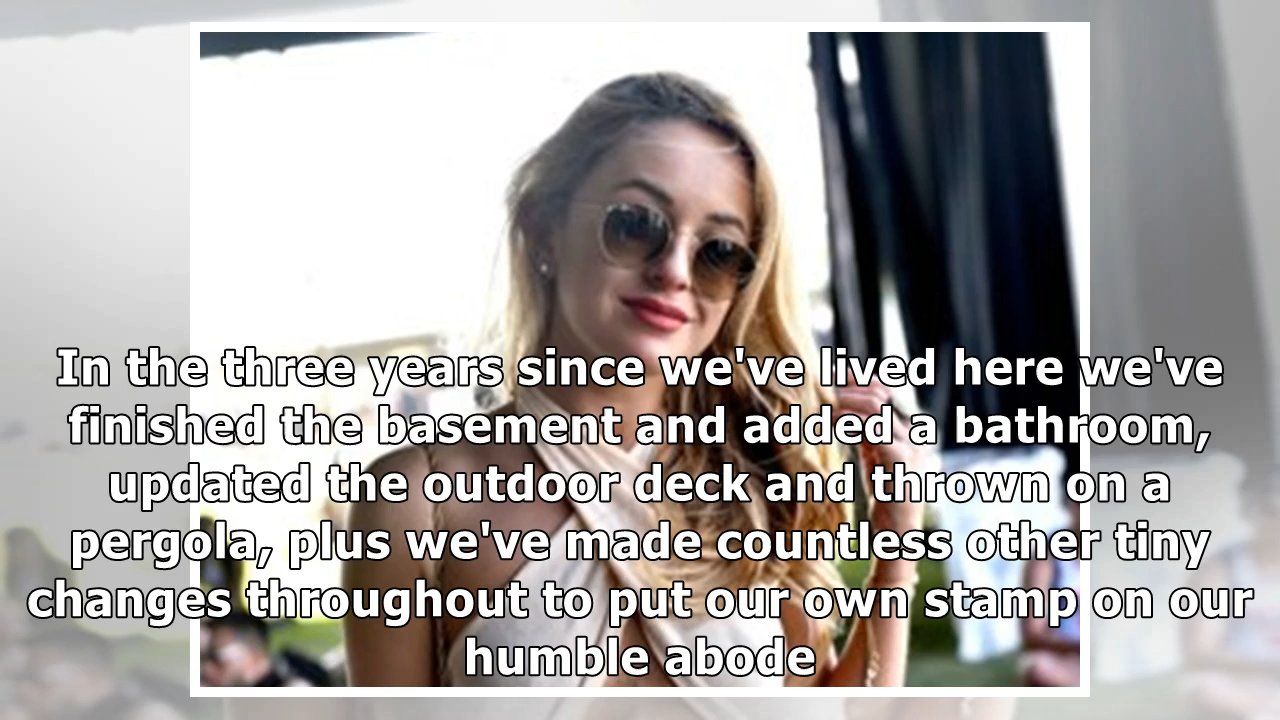 In the three years since we've lived here we've
finished the basement and added a bathroom,
updated the outdoor deck and thrown on a
pergola, plus we've made countless other tiny
changes throughout to put our own stamp on our
humble abode